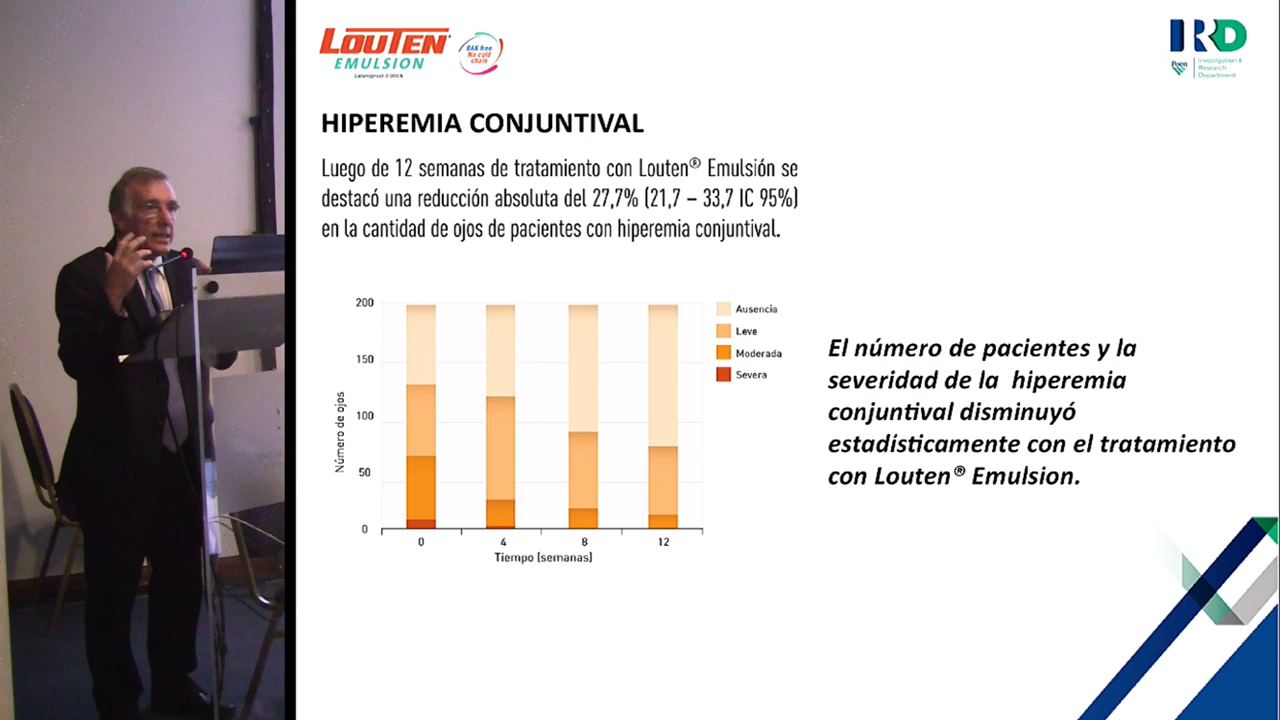 LOUTEN
EMULSION
Latanoprost 0.005%
BAK free
No cold
chain
IRD
Poen
Investigation &
Research
Department
HIPEREMIA CONJUNTIVAL
Luego de 12 semanas de tratamiento con Louten® Emulsión se
destacó una reducción absoluta del 27,7% (21,7 – 33,7 IC 95%)
en la cantidad de ojos de pacientes con hiperemia conjuntival.
200
150
100
50
0
Número de ojos
0 4 8 12
Tiempo (semanas)
Ausencia
Leve
Moderada
Severa
El número de pacientes y la
severidad de la hiperemia
conjuntival disminuyó
estadísticamente con el tratamiento
con Louten® Emulsion.